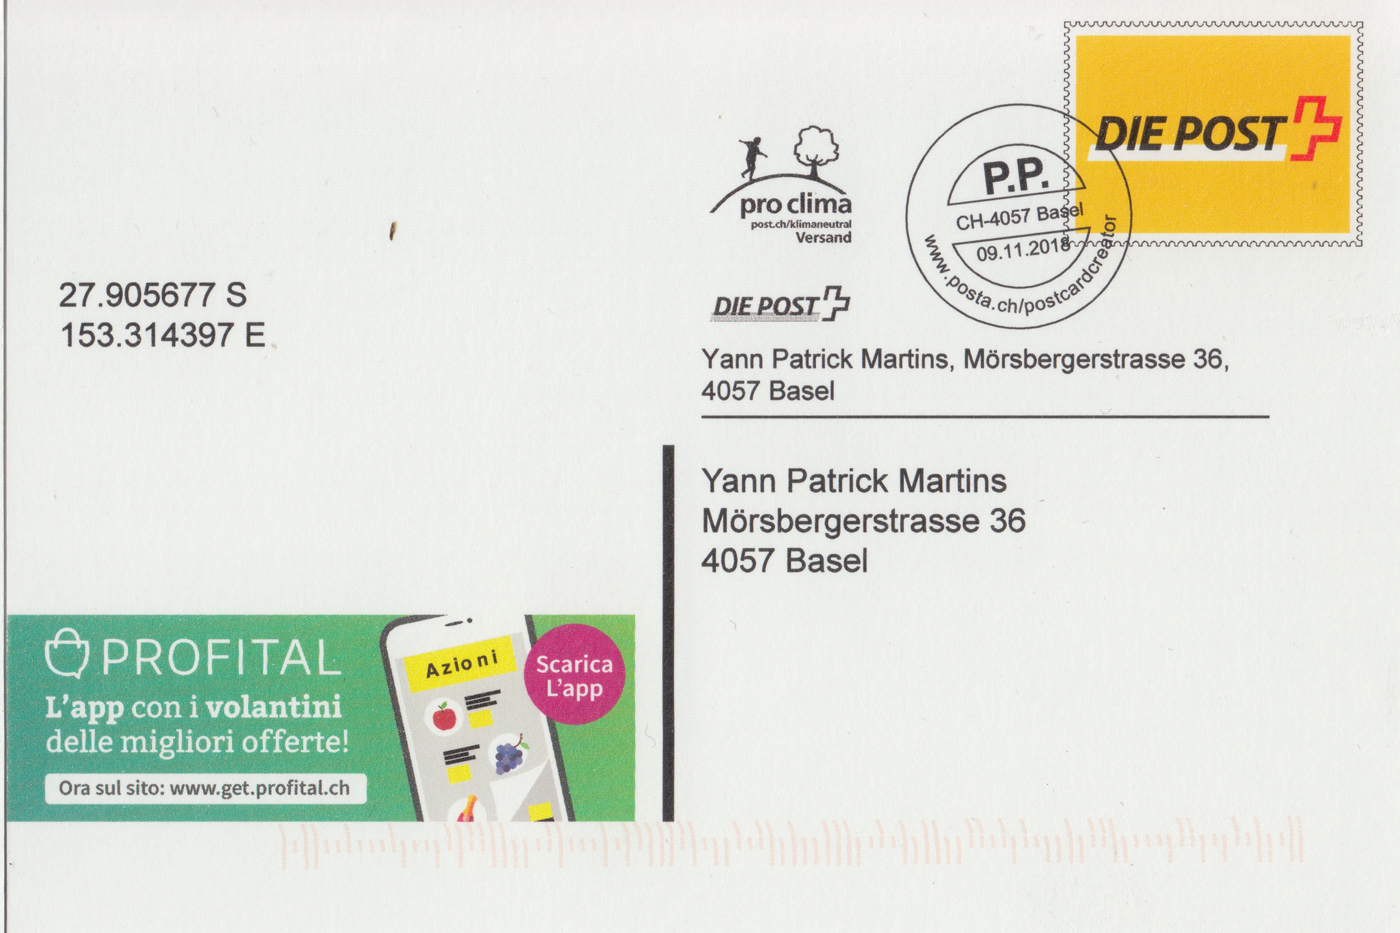 DIE POST
P.P.
CH-4057 Basel
09.11.2018
www.posta.ch/postcardcreator
pro clima
post.ch/klimaneutral
Versand
DIE POST
Yann Patrick Martins, Mörsbergerstrasse 36,
4057 Basel
Yann Patrick Martins
Mörsbergerstrasse 36
4057 Basel
27.905677 S
153.314397 E
PROFITAL
L'app con i volantini
delle migliori offerte!
Ora sul sito: www.get.profital.ch
Azioni
Scarica
L'app